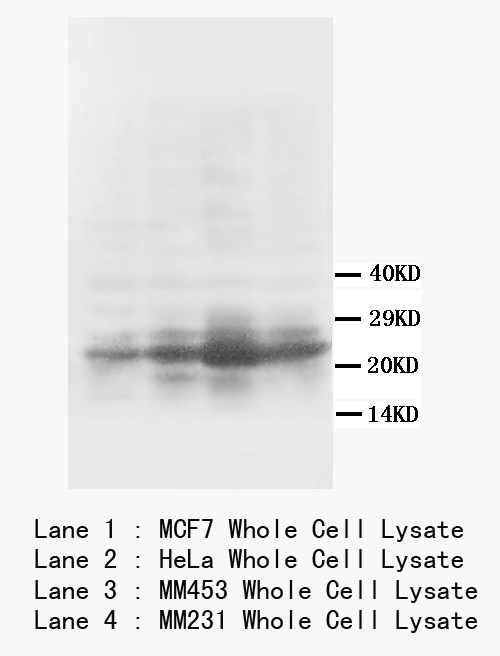 40KD
29KD
20KD
14KD
Lane 1 : MCF7 Whole Cell Lysate
Lane 2 : HeLa Whole Cell Lysate
Lane 3 : MM453 Whole Cell Lysate
Lane 4 : MM231 Whole Cell Lysate